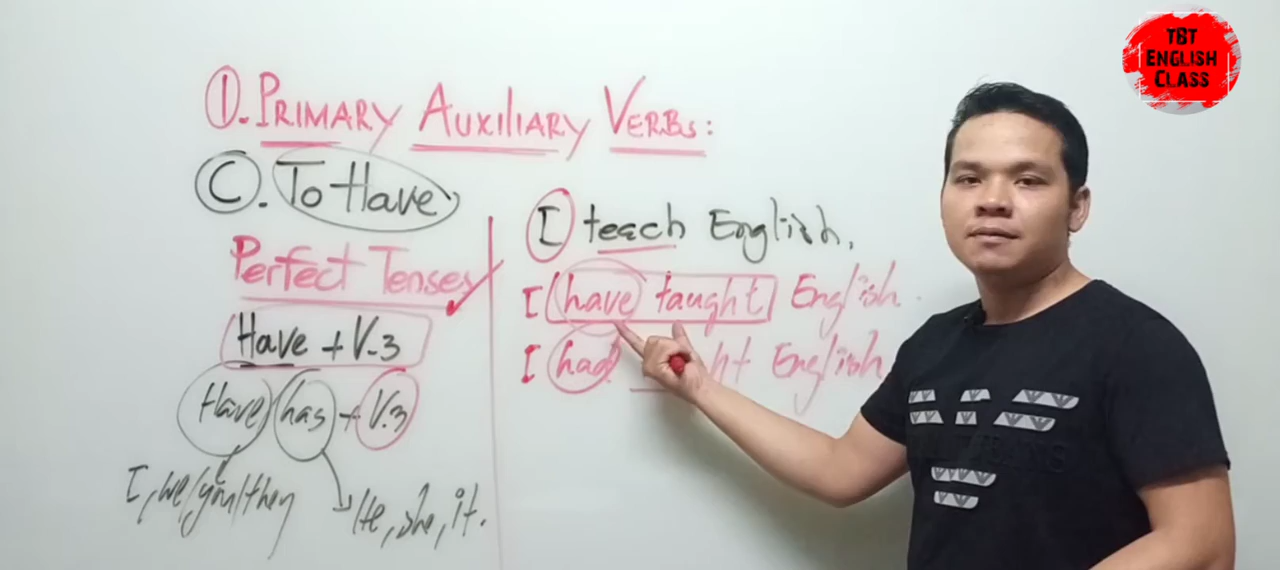 1. PRIMARY AUXILIARY VERBS:
C. To Have
Perfect Tenses
Have + V.3
Have has + V.3
I, we/you/they
He, she, it.
I teach English.
I have taught English.
I had ht English
TBT
ENGLISH
CLASS